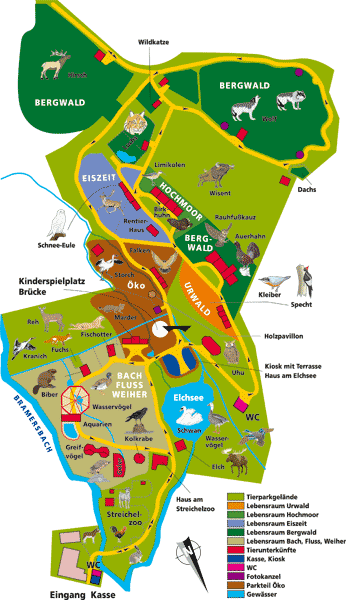 Wildkatze
Hirsch
BERGWALD
BERGWALD
Wolf
Luchs
Dachs
Limikolen
EISZEIT
HOCHMOOR
Wisent
Birk-
huhn
Rentier-
Haus
Rauhfußkauz
Auerhahn
Schnee-Eule
BERG-
WALD
Falken
Storch
Öko
Kinderspielplatz
Brücke
URWALD
Kleiber
Specht
Marder
Reh
Fischotter
Holzpavillon
Fuchs
Kranich
Uhu
Kiosk mit Terrasse
Haus am Elchsee
BACH
FLUSS
WEIHER
Biber
Elchsee
Wasservögel
BRAMERSBACH
Aquarien
Schwan
WC
Kolkrabe
Wasser-
vögel
Greif-
vögel
Elch
Haus am
Streichelzoo
Streichel-
zoo
WC
Eingang Kasse
N
Tierparkgelände
Lebensraum Urwald
Lebensraum Hochmoor
Lebensraum Eiszeit
Lebensraum Bergwald
Lebensraum Bach, Fluss, Weiher
Tierunterkünfte
Kasse, Kiosk
WC
Fotokanzel
Parkteil Öko
Gewässer